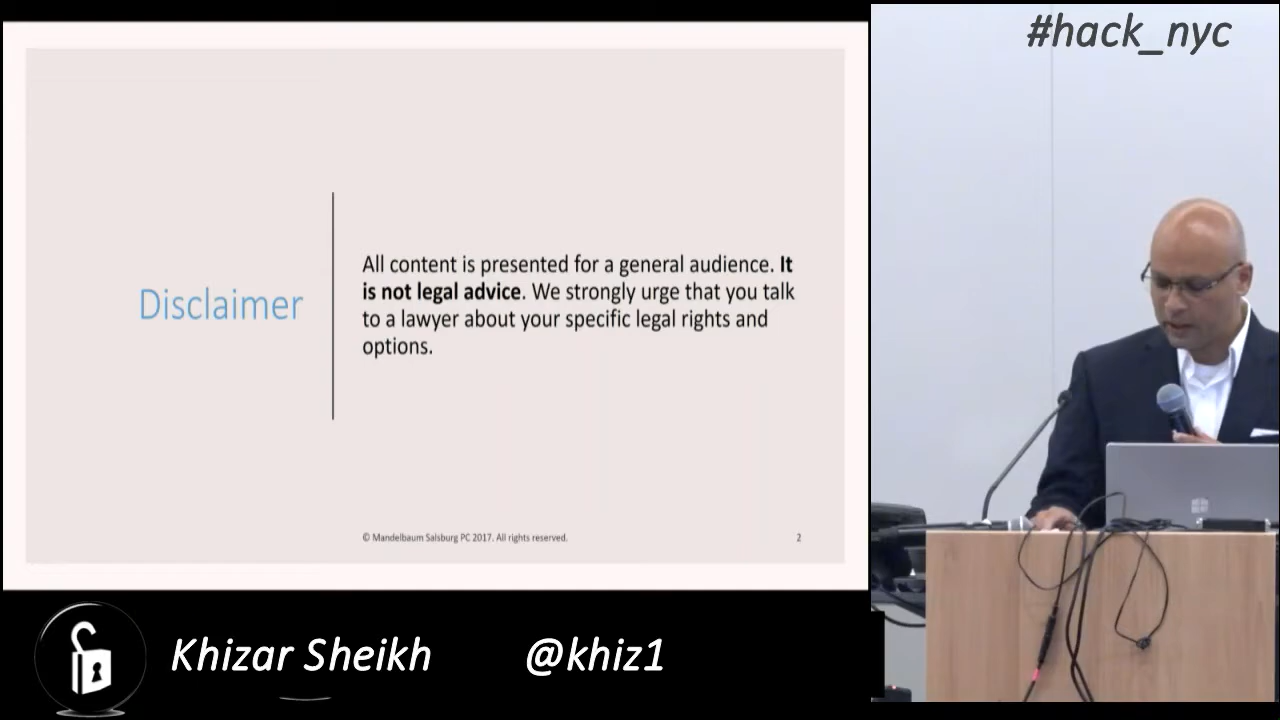 #hack_nyc
Disclaimer
All content is presented for a general audience. It
is not legal advice. We strongly urge that you talk
to a lawyer about your specific legal rights and
options.
© Mandelbaum Salsburg PC 2017. All rights reserved.
2
Khizar Sheikh @khiz1